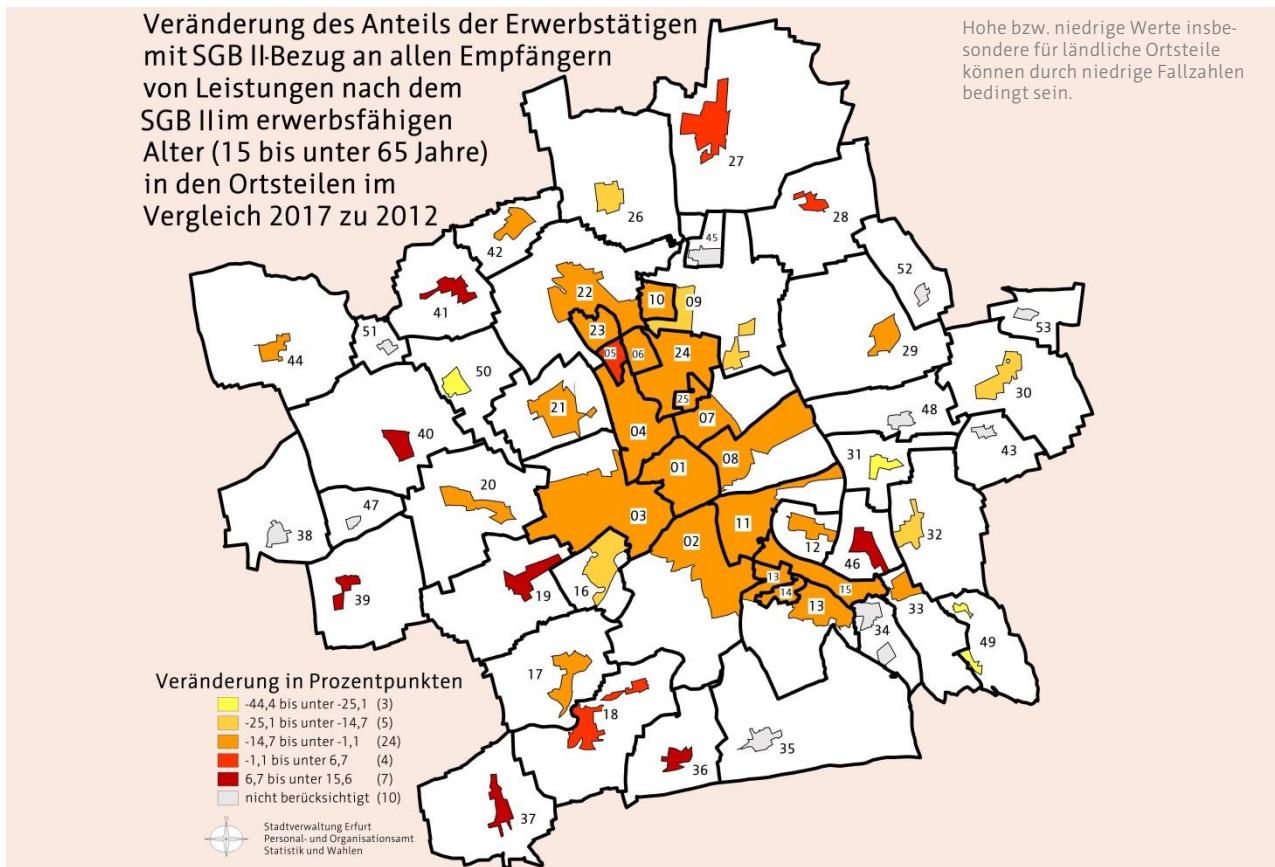 Veränderung des Anteils der Erwerbstätigen
mit SGB II-Bezug an allen Empfängern
von Leistungen nach dem
SGB II im erwerbsfähigen
Alter (15 bis unter 65 Jahre)
in den Ortsteilen im
Vergleich 2017 zu 2012
Hohe bzw. niedrige Werte insbe-
sondere für ländliche Ortsteile
können durch niedrige Fallzahlen
bedingt sein.
27
28
26
45
42
52
22
10
09
41
53
51
23
44
05
06
24
29
50
30
25
21
48
07
04
43
40
31
08
01
20
47
38
03
11
32
02
12
46
13
39
19
16
14
15
13
33
34
49
17
18
35
36
37
Veränderung in Prozentpunkten
-44,4 bis unter -25,1 (3)
-25,1 bis unter -14,7 (5)
-14,7 bis unter -1,1 (24)
-1,1 bis unter 6,7 (4)
6,7 bis unter 15,6 (7)
nicht berücksichtigt (10)
N
Stadtverwaltung Erfurt
Personal- und Organisationsamt
Statistik und Wahlen